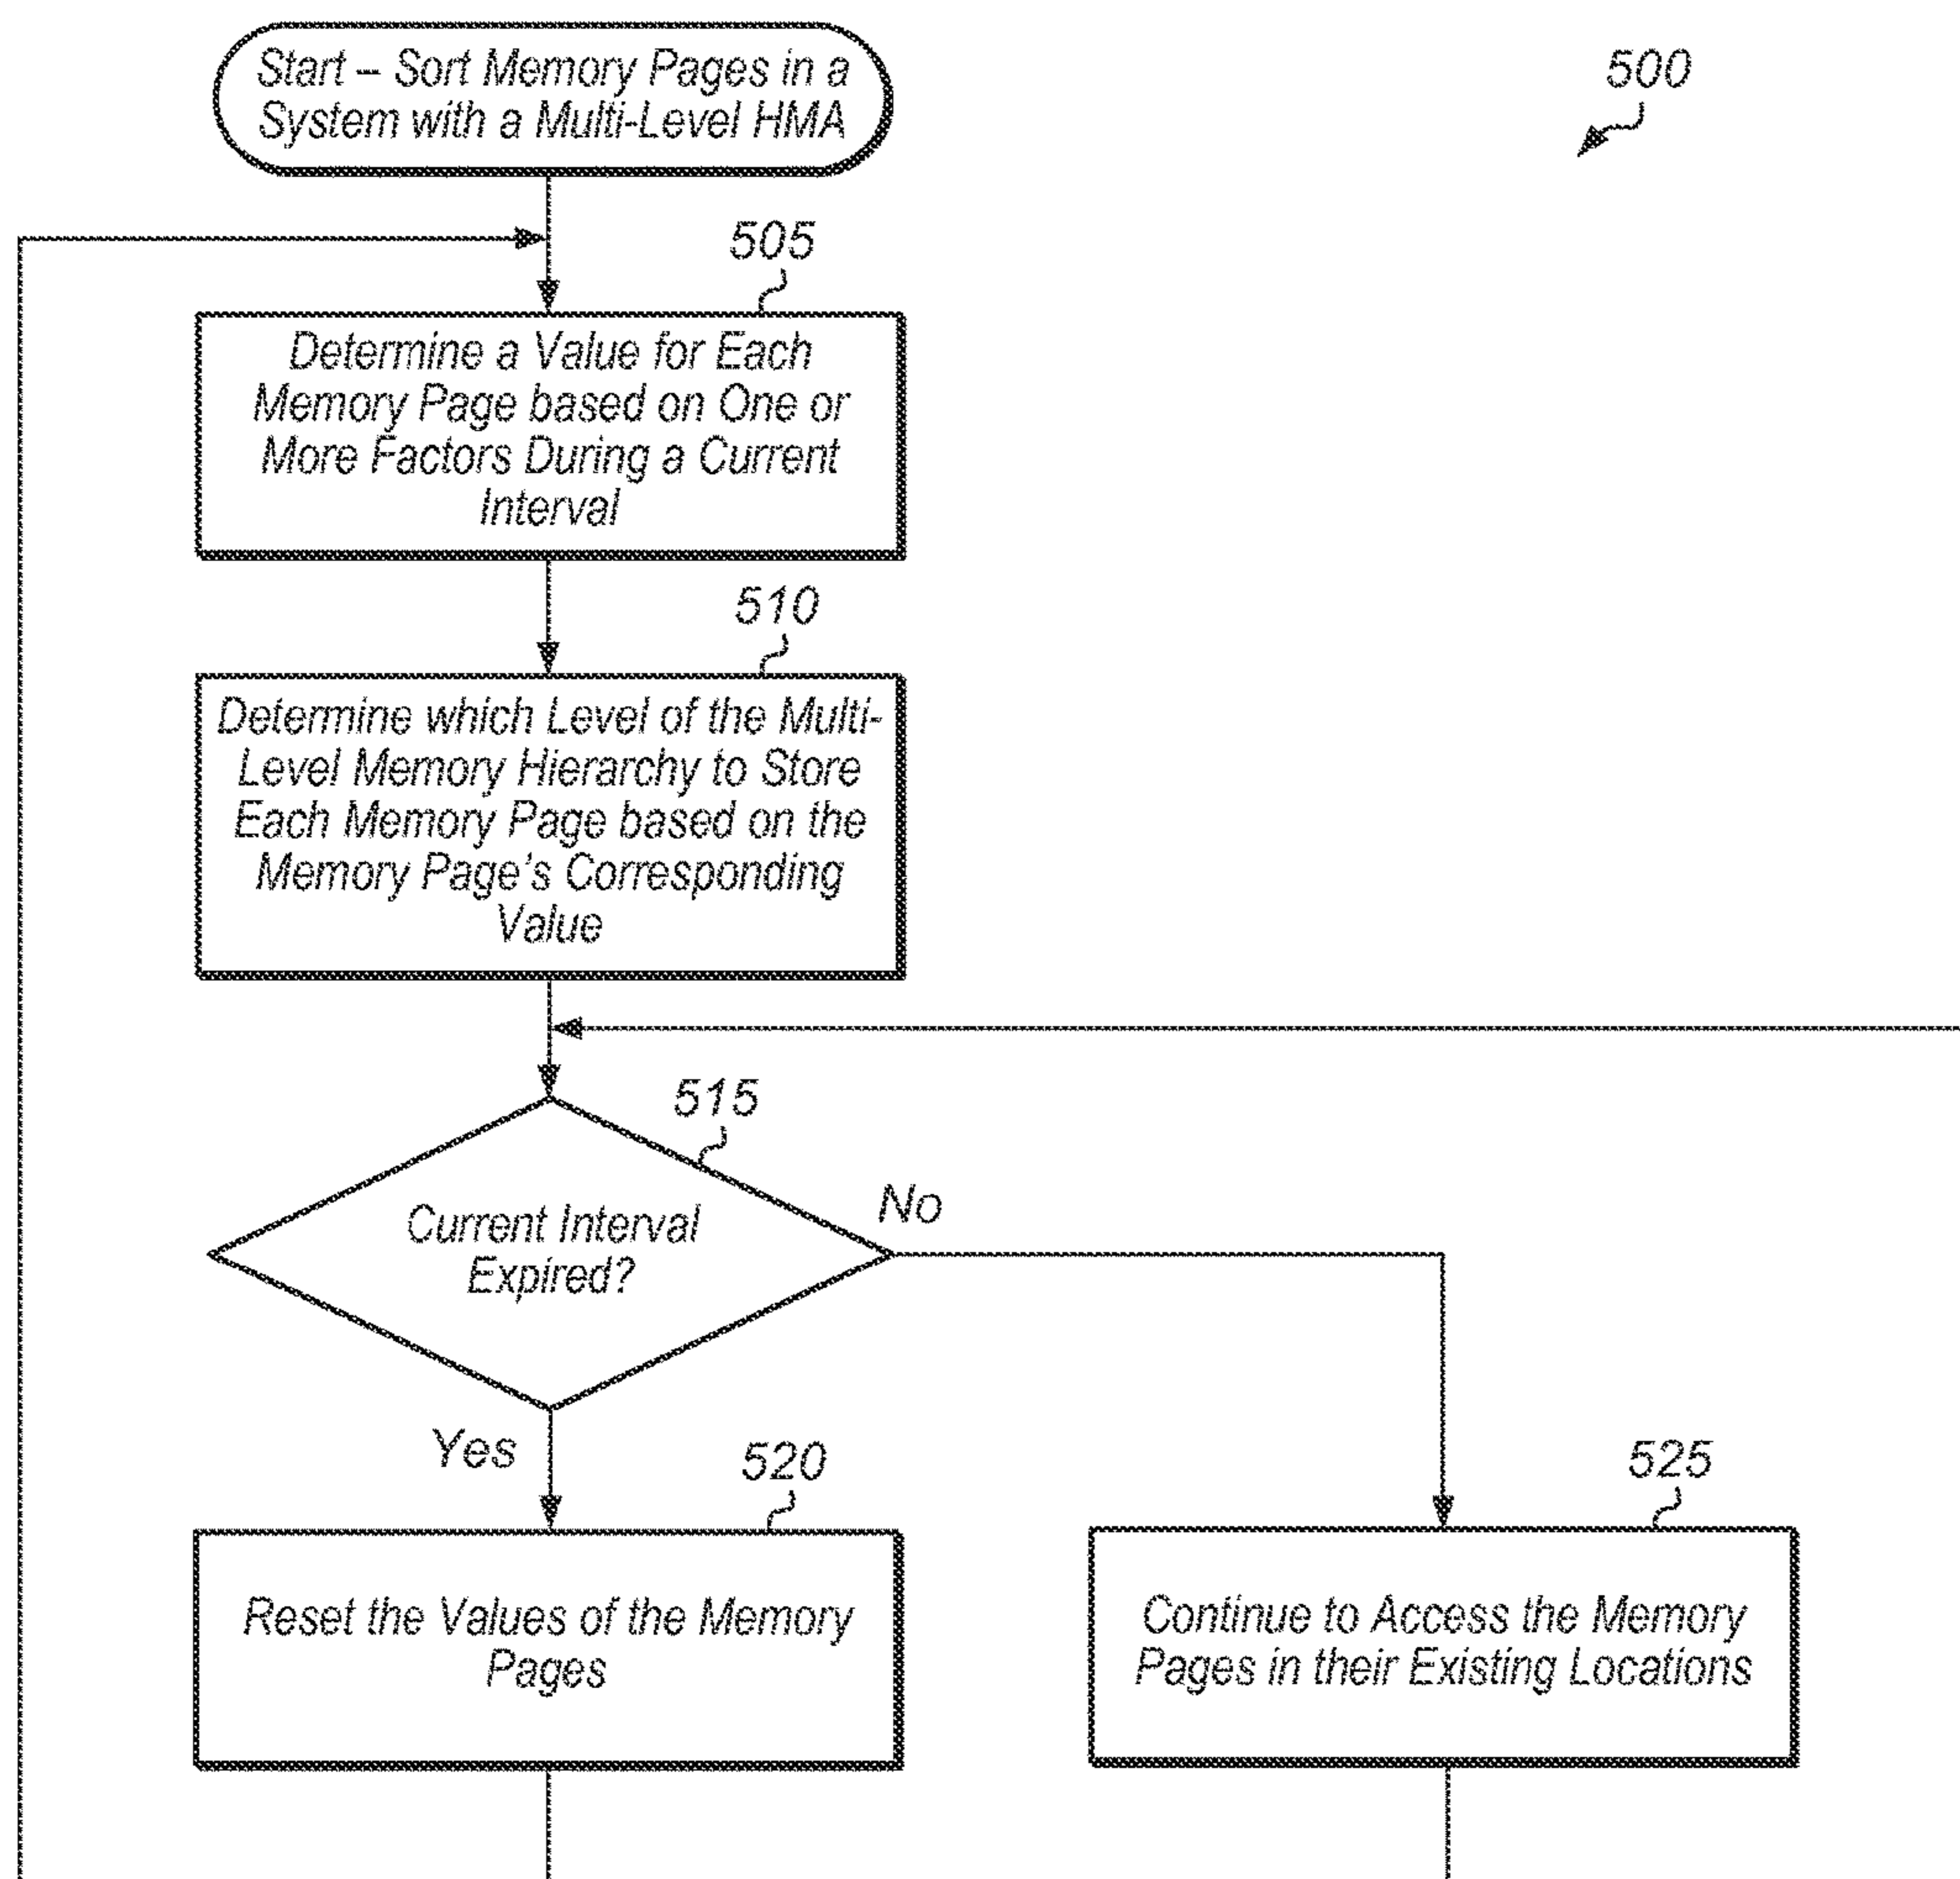 Start – Sort Memory Pages in a
System with a Multi-Level HMA
500
505
Determine a Value for Each
Memory Page based on One or
More Factors During a Current
Interval
510
Determine which Level of the Multi-
Level Memory Hierarchy to Store
Each Memory Page based on the
Memory Page's Corresponding
Value
515
Current Interval
Expired?
No
Yes
520
Reset the Values of the Memory
Pages
525
Continue to Access the Memory
Pages in their Existing Locations